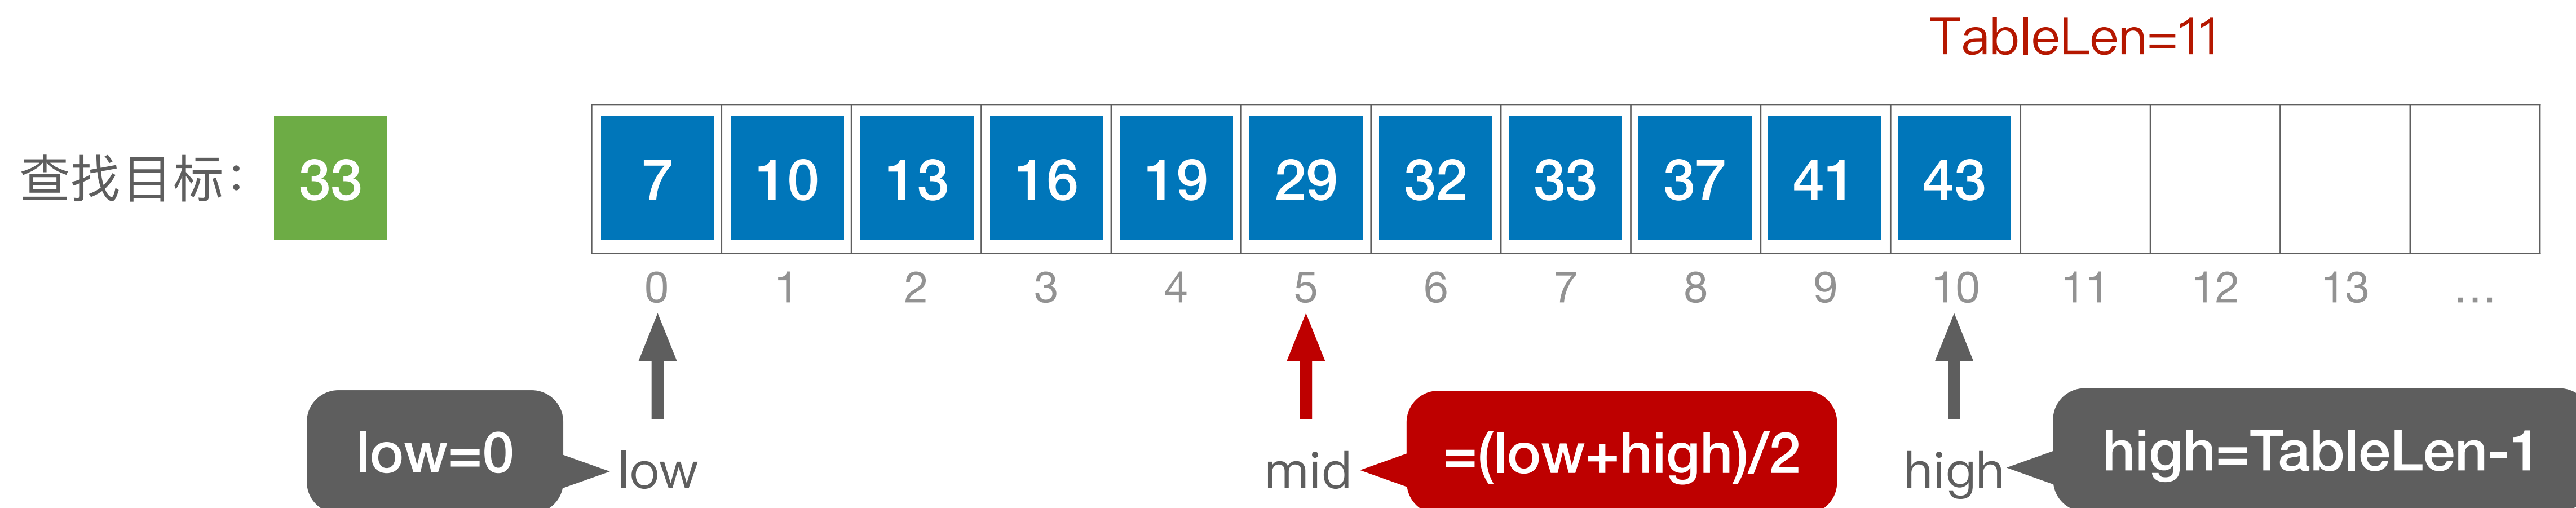 TableLen=11
查找目标： 33 7 10 13 16 19 29 32 33 37 41 43
0 1 2 3 4 5 6 7 8 9 10 11 12 13 ...
low=0 low mid =(low+high)/2 high high=TableLen-1